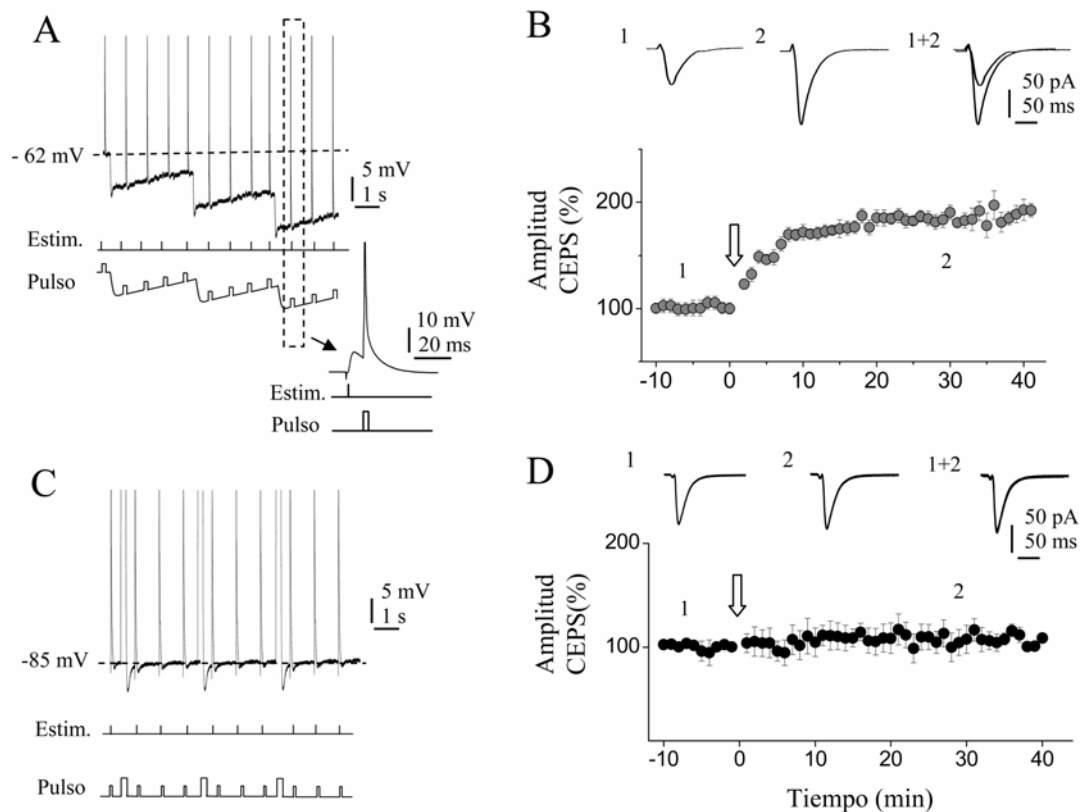 A
- 62 mV
5 mV
1 s
Estim.
Pulso
10 mV
20 ms
Estim.
Pulso
B
1
2
1+2
50 pA
50 ms
Amplitud
CEPS (%)
200
100
1
2
-10
0
10
20
30
40
C
-85 mV
5 mV
1 s
Estim.
Pulso
D
1
2
1+2
50 pA
50 ms
Amplitud
CEPS(%)
200
100
1
2
-10
0
10
20
30
40
Tiempo (min)